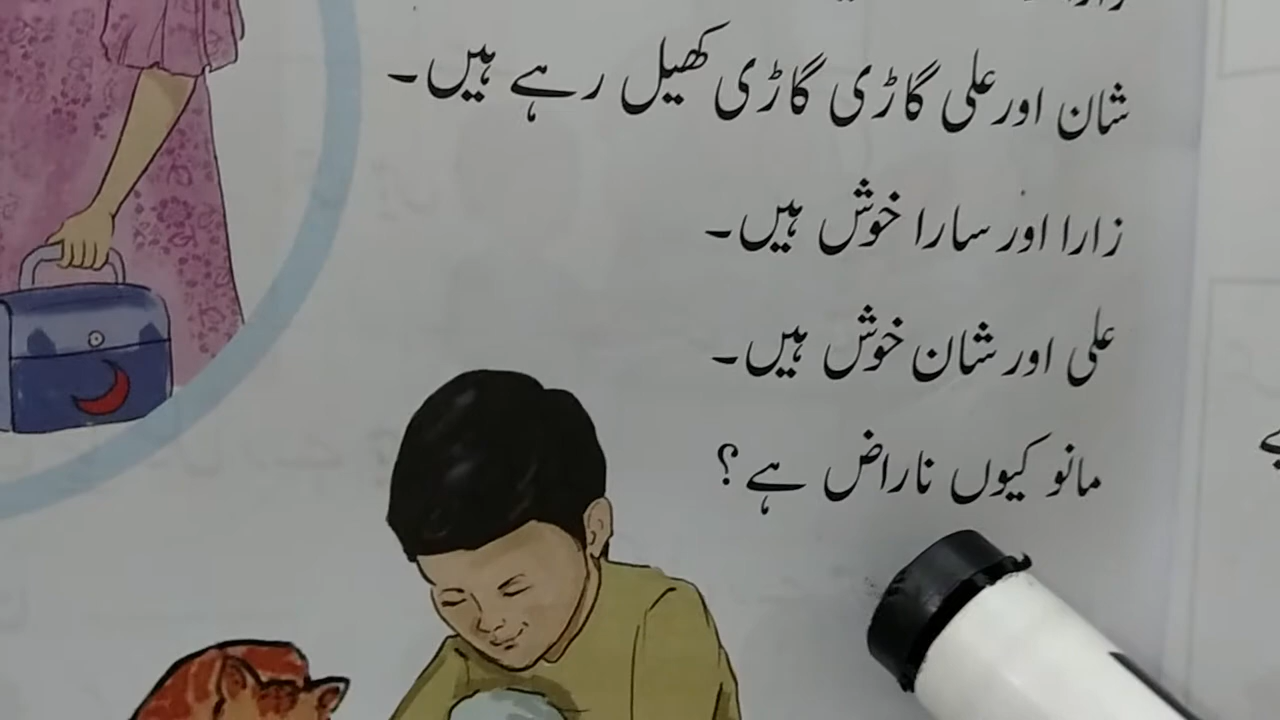 شان اور علی گاڑی گاڑی کھیل رہے ہیں۔
زارا اور سارا خوش ہیں۔
علی اور شان خوش ہیں۔
مانو کیوں ناراض ہے؟